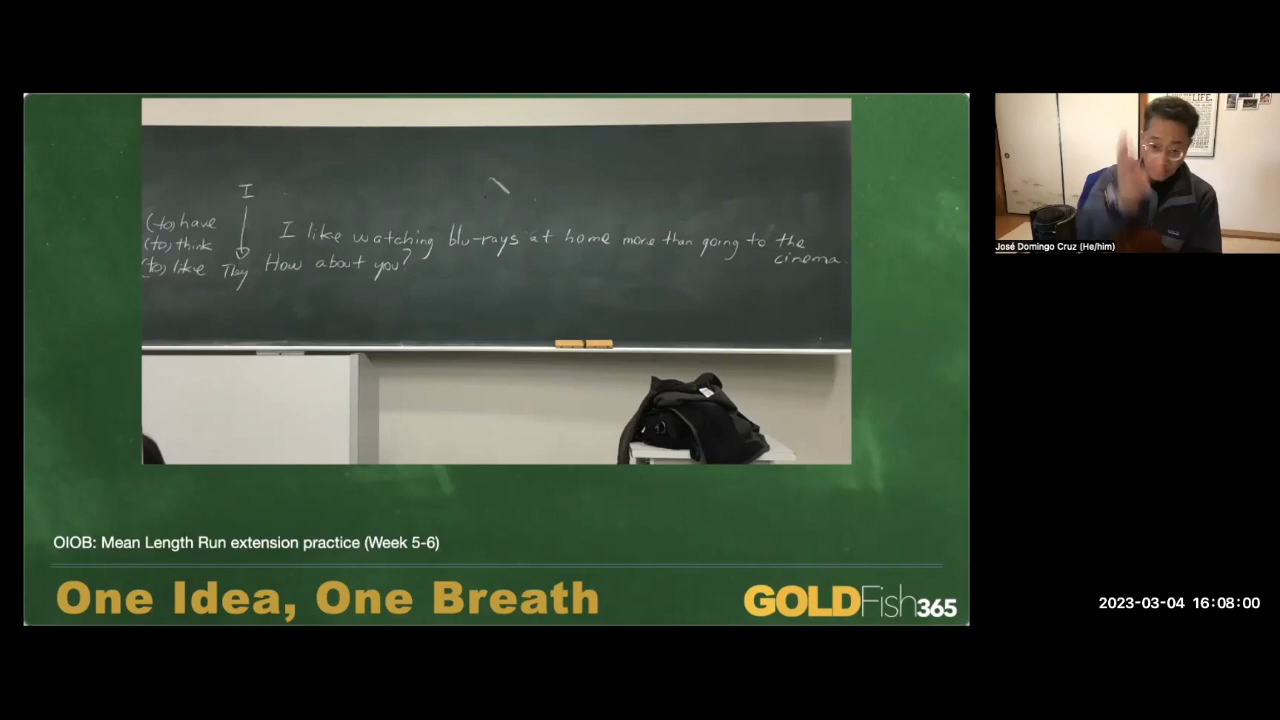 I
(to) have
(to) think
(to) like They
I like watching blu-rays at home more than going to the
cinema.
How about you?
OIOB: Mean Length Run extension practice (Week 5-6)
One Idea, One Breath
GOLDFish365
LIFE.
José Domingo Cruz (He/him)
2023-03-04 16:08:00